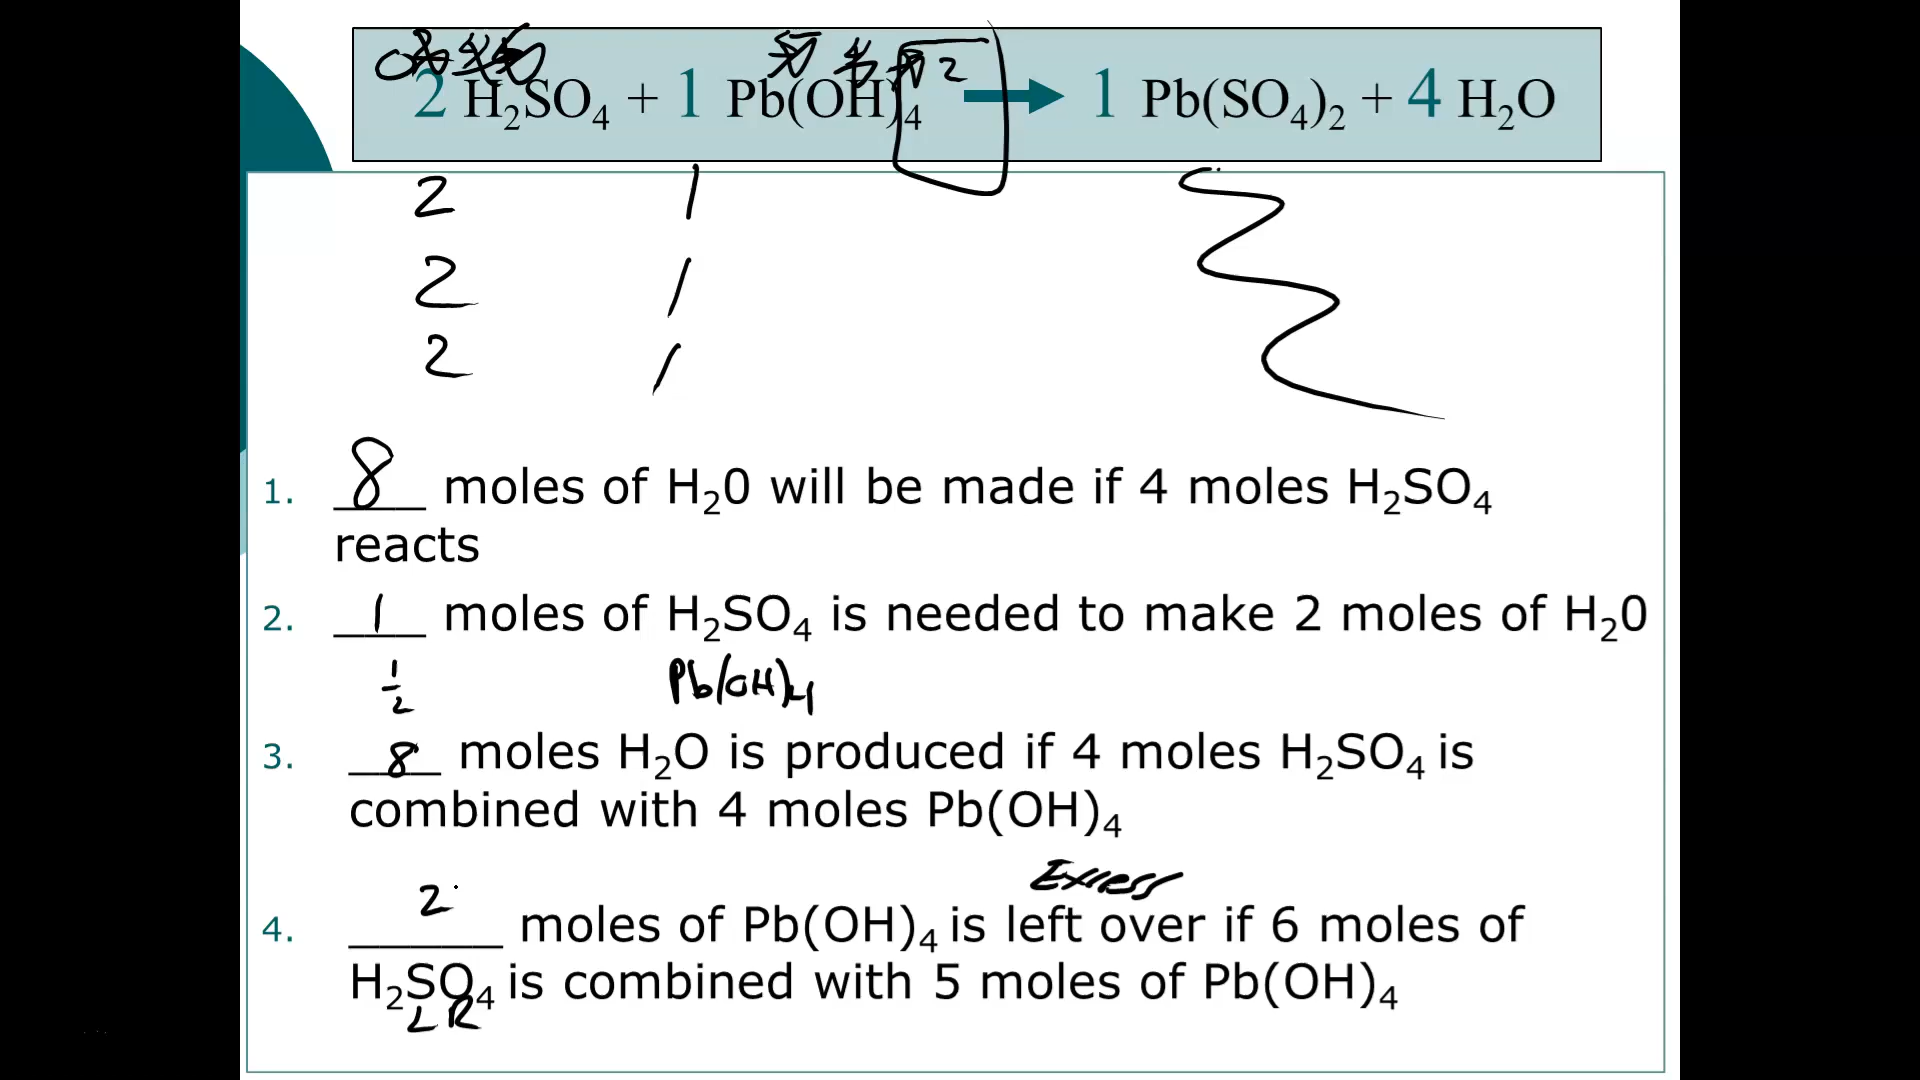 2 H₂SO₄ + 1 Pb(OH)₄ → 1 Pb(SO₄)₂ + 4 H₂O
2
2 1
2 1
2 1
1. 8 moles of H₂0 will be made if 4 moles H₂SO₄
reacts
2. 1 moles of H₂SO₄ is needed to make 2 moles of H₂0
1/2 Pb(OH)4
3. 8 moles H₂O is produced if 4 moles H₂SO₄ is
combined with 4 moles Pb(OH)₄
Excess
4. 2 moles of Pb(OH)₄ is left over if 6 moles of
H₂SO₄ is combined with 5 moles of Pb(OH)₄
LR